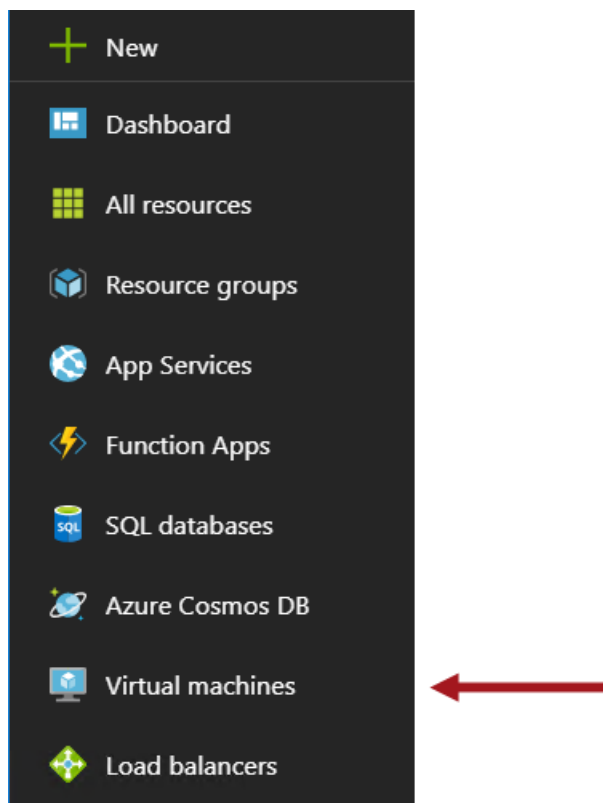 New
Dashboard
All resources
Resource groups
App Services
Function Apps
SQL
SQL databases
Azure Cosmos DB
Virtual machines
Load balancers